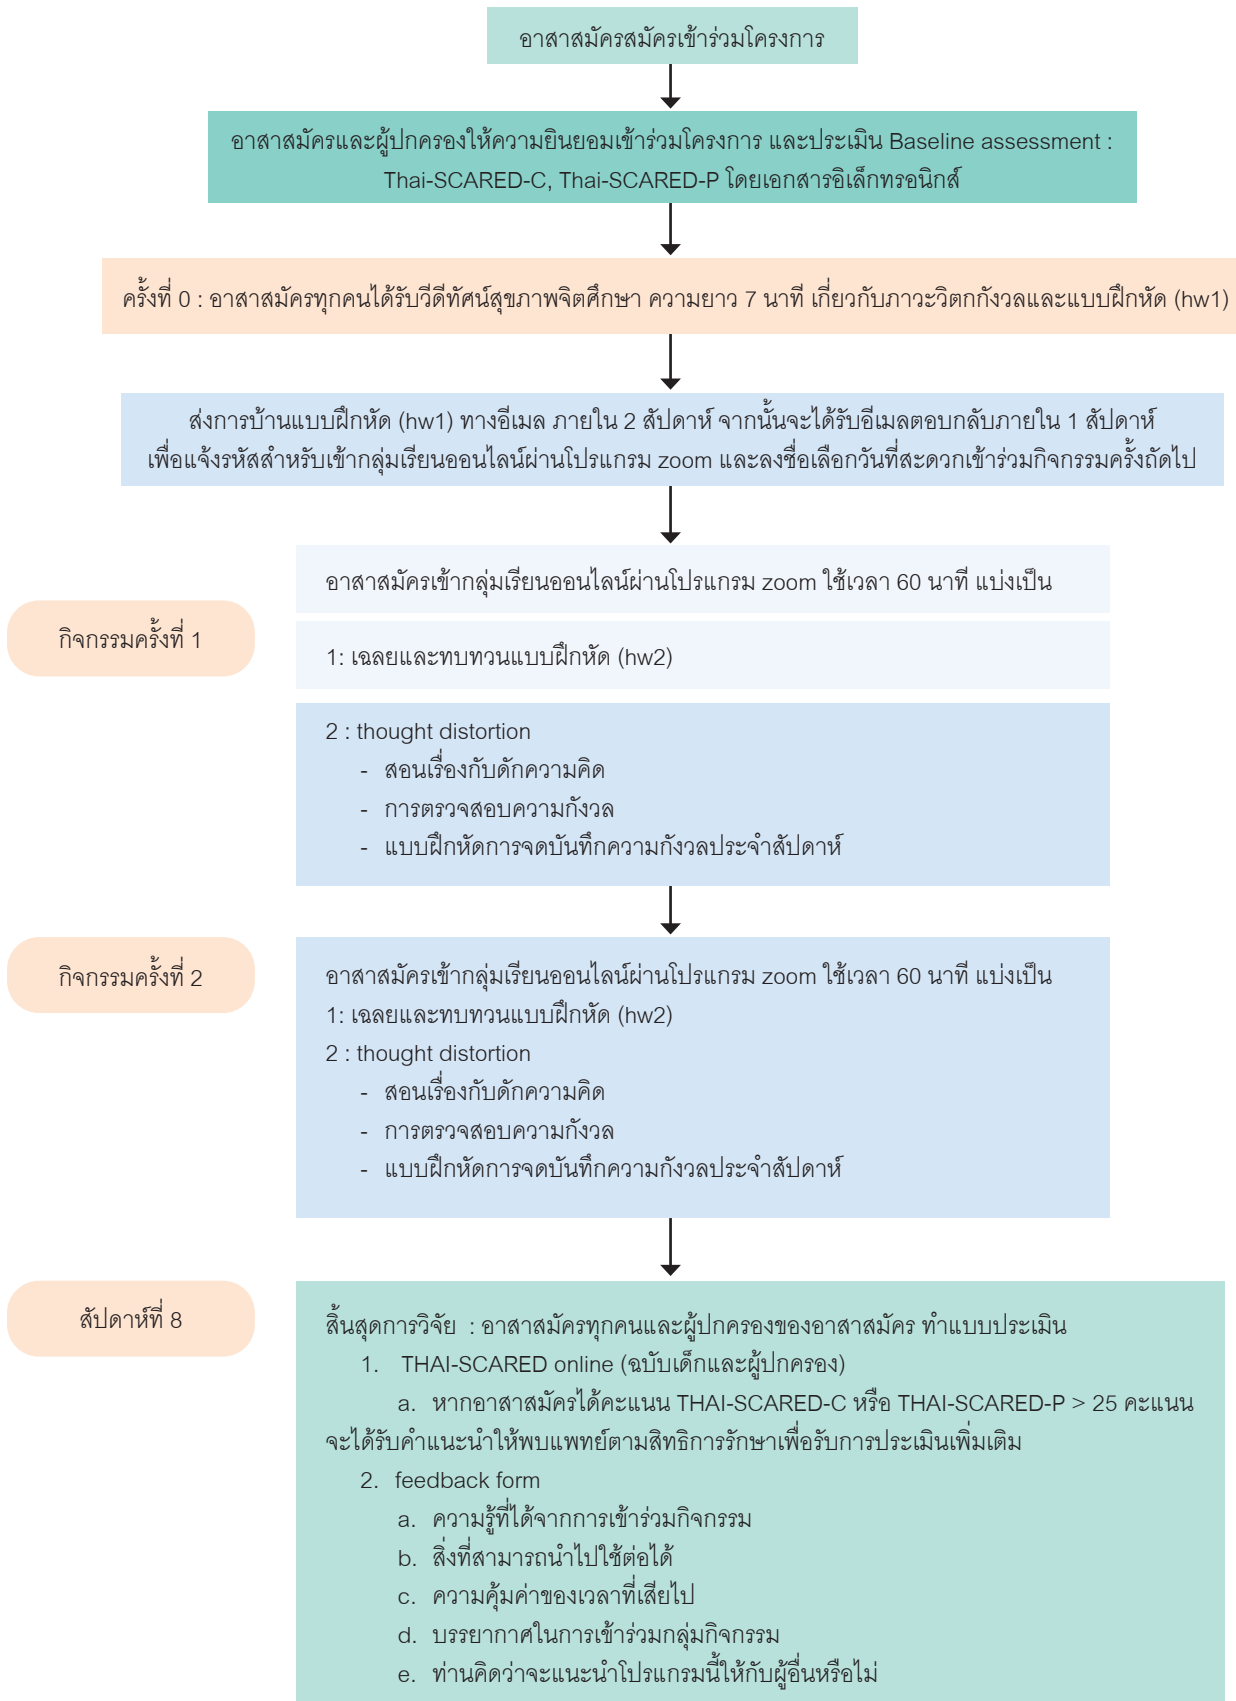 อาสาสมัครสมัครเข้าร่วมโครงการ
อาสาสมัครและผู้ปกครองให้ความยินยอมเข้าร่วมโครงการ และประเมิน Baseline assessment :
Thai-SCARED-C, Thai-SCARED-P โดยเอกสารอิเล็กทรอนิกส์
ครั้งที่ 0 : อาสาสมัครทุกคนได้รับวีดีทัศน์สุขภาพจิตศึกษา ความยาว 7 นาที เกี่ยวกับภาวะวิตกกังวลและแบบฝึกหัด (hw1)
ส่งการบ้านแบบฝึกหัด (hw1) ทางอีเมล ภายใน 2 สัปดาห์ จากนั้นจะได้รับอีเมลตอบกลับภายใน 1 สัปดาห์
เพื่อแจ้งรหัสสำหรับเข้ากลุ่มเรียนออนไลน์ผ่านโปรแกรม zoom และลงชื่อเลือกวันที่สะดวกเข้าร่วมกิจกรรมครั้งถัดไป
กิจกรรมครั้งที่ 1
อาสาสมัครเข้ากลุ่มเรียนออนไลน์ผ่านโปรแกรม zoom ใช้เวลา 60 นาที แบ่งเป็น
1: เฉลยและทบทวนแบบฝึกหัด (hw2)
2 : thought distortion
- สอนเรื่องกับดักความคิด
- การตรวจสอบความกังวล
- แบบฝึกหัดการจดบันทึกความกังวลประจำสัปดาห์
กิจกรรมครั้งที่ 2
อาสาสมัครเข้ากลุ่มเรียนออนไลน์ผ่านโปรแกรม zoom ใช้เวลา 60 นาที แบ่งเป็น
1: เฉลยและทบทวนแบบฝึกหัด (hw2)
2 : thought distortion
- สอนเรื่องกับดักความคิด
- การตรวจสอบความกังวล
- แบบฝึกหัดการจดบันทึกความกังวลประจำสัปดาห์
สัปดาห์ที่ 8
สิ้นสุดการวิจัย : อาสาสมัครทุกคนและผู้ปกครองของอาสาสมัคร ทำแบบประเมิน
1. THAI-SCARED online (ฉบับเด็กและผู้ปกครอง)
a. หากอาสาสมัครได้คะแนน THAI-SCARED-C หรือ THAI-SCARED-P > 25 คะแนน
จะได้รับคำแนะนำให้พบแพทย์ตามสิทธิการรักษาเพื่อรับการประเมินเพิ่มเติม
2. feedback form
a. ความรู้ที่ได้จากการเข้าร่วมกิจกรรม
b. สิ่งที่สามารถนำไปใช้ต่อได้
c. ความคุ้มค่าของเวลาที่เสียไป
d. บรรยากาศในการเข้าร่วมกลุ่มกิจกรรม
e. ท่านคิดว่าจะแนะนำโปรแกรมนี้ให้กับผู้อื่นหรือไม่